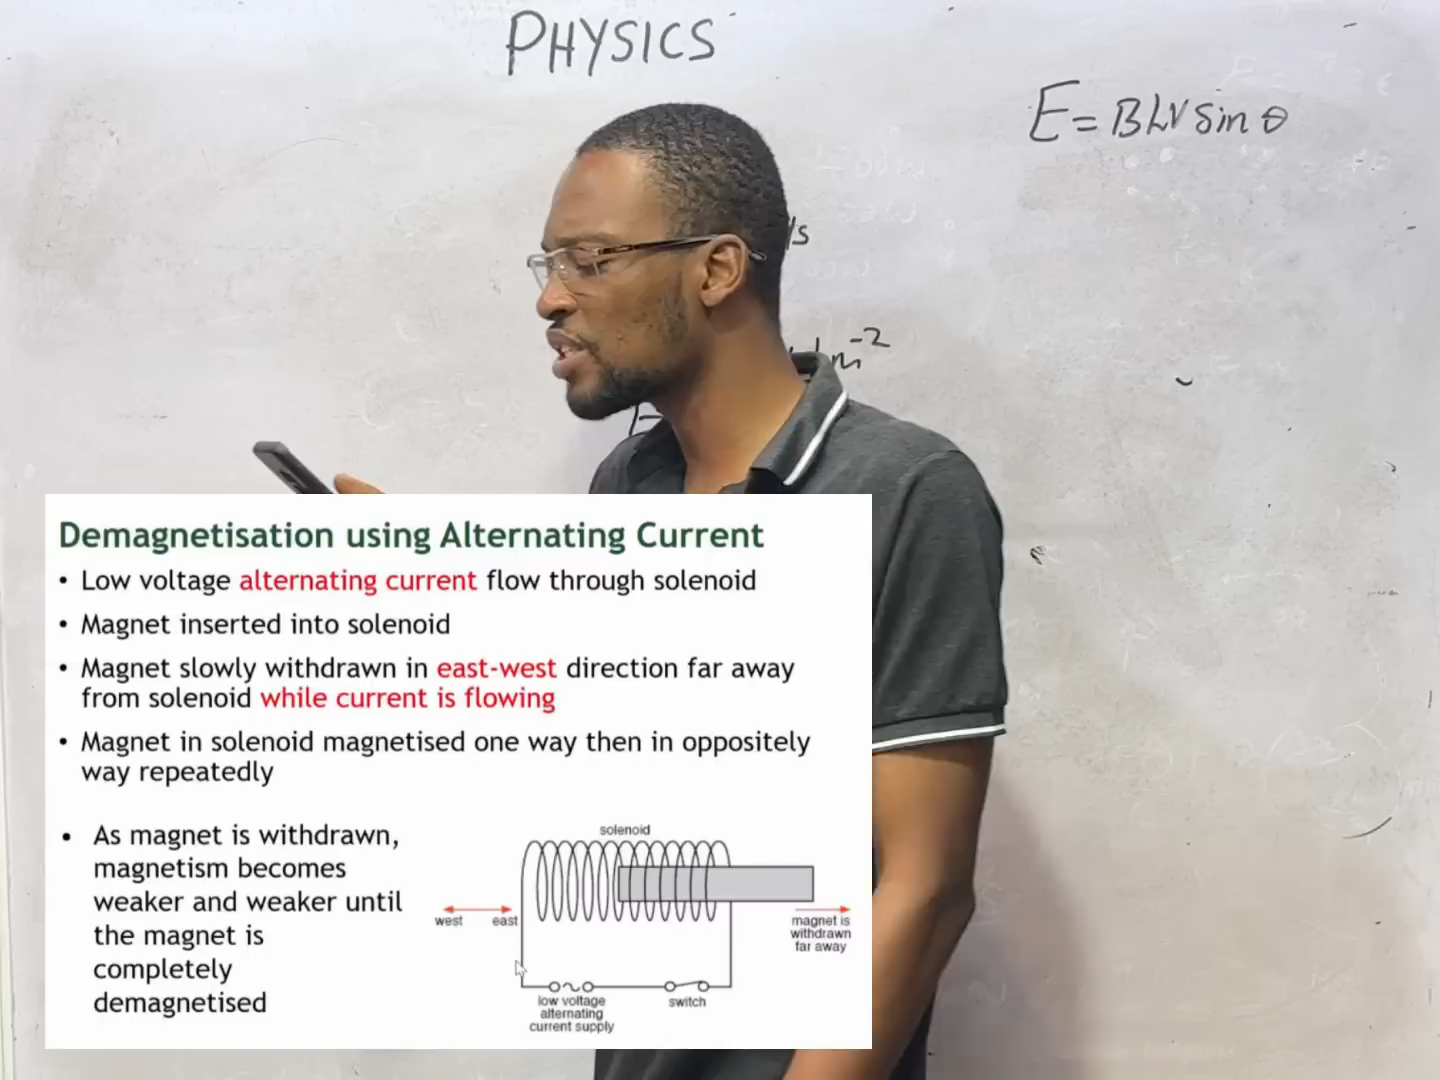 PHYSICS
E = BLV Sin θ
/s
m⁻²
Demagnetisation using Alternating Current
• Low voltage alternating current flow through solenoid
• Magnet inserted into solenoid
• Magnet slowly withdrawn in east-west direction far away
from solenoid while current is flowing
• Magnet in solenoid magnetised one way then in oppositely
way repeatedly
• As magnet is withdrawn,
magnetism becomes
weaker and weaker until
the magnet is
completely
demagnetised
solenoid
west east
magnet is
withdrawn
far away
low voltage
alternating
current supply
switch